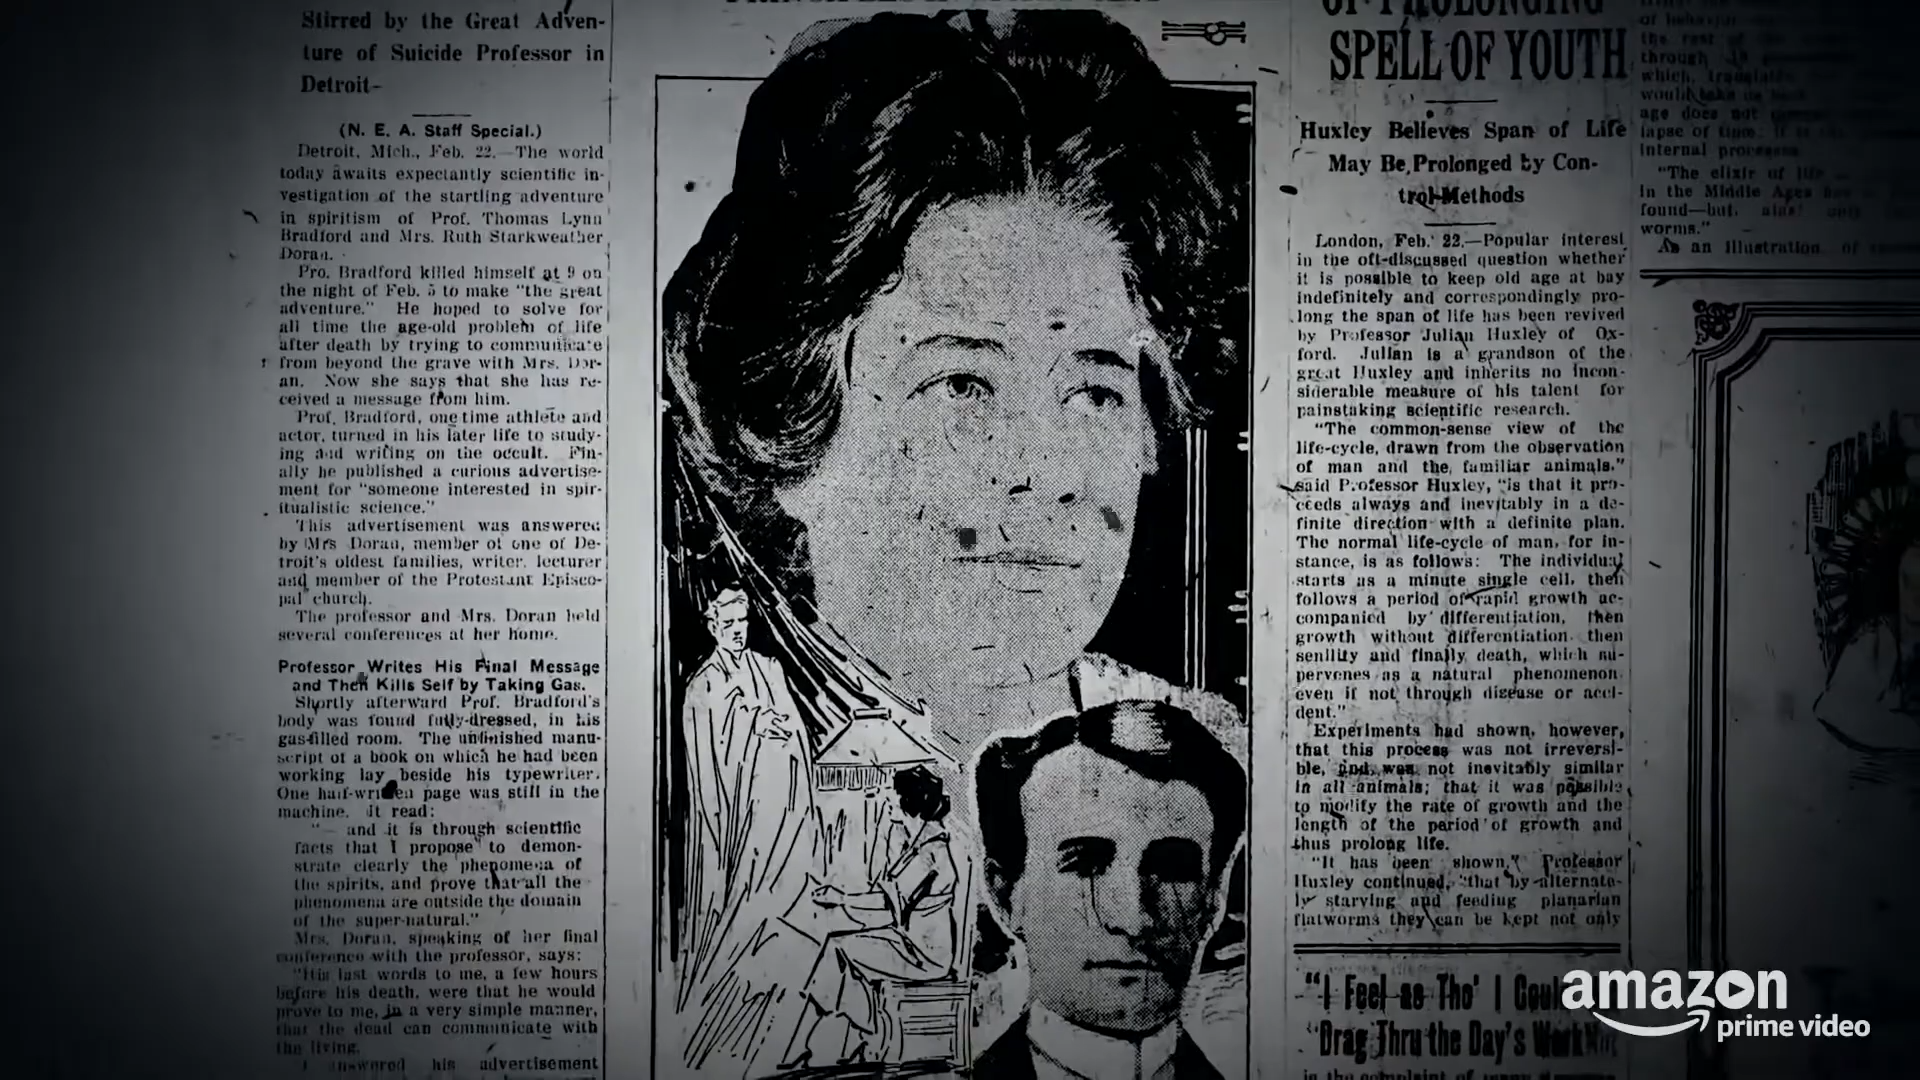 Stirred by the Great Adven-
ture of Suicide Professor in
Detroit-
(N. E. A. Staff Special.)
Detroit, Mich., Feb. 22.—The world
today awaits expectantly scientific in-
vestigation of the startling adventure
in spiritism of Prof. Thomas Lynn
Bradford and Mrs. Ruth Starkweather
Doran.
Pro. Bradford killed himself at 9 on
the night of Feb. 5 to make "the great
adventure." He hoped to solve for
all time the age-old problem of life
after death by trying to communicate
from beyond the grave with Mrs. Dor-
an. Now she says that she has re-
ceived a message from him.
Prof. Bradford, one time athlete and
actor, turned in his later life to study-
ing and writing on the occult. Fin-
ally he published a curious advertise-
ment for "someone interested in spir-
itualistic science."
This advertisement was answered
by Mrs Doran, member of one of De-
troit's oldest families, writer, lecturer
and member of the Protestant Episco-
pal church.
The professor and Mrs. Doran held
several conferences at her home.
Professor Writes His Final Message
and Then Kills Self by Taking Gas.
Shortly afterward Prof. Bradford's
body was found fully-dressed, in his
gas-filled room. The unfinished manu-
script of a book on which he had been
working lay beside his typewriter.
One half-written page was still in the
machine. It read:
"— and it is through scientific
facts that I propose to demon-
strate clearly the phenomena of
the spirits, and prove that all the
phenomena are outside the domain
of the super-natural."
Mrs. Doran, speaking of her final
conference with the professor, says:
"His last words to me, a few hours
before his death, were that he would
prove to me, in a very simple manner,
that the dead can communicate with
the living.
I answered his advertisement
OF PROLONGING
SPELL OF YOUTH
Huxley Believes Span of Life
May Be Prolonged by Con-
trol Methods
London, Feb. 22.—Popular interest
in the oft-discussed question whether
it is possible to keep old age at bay
indefinitely and correspondingly pro-
long the span of life has been revived
by Professor Julian Huxley of Ox-
ford. Julian is a grandson of the
great Huxley and inherits no incon-
siderable measure of his talent for
painstaking scientific research.
"The common-sense view of the
life-cycle, drawn from the observation
of man and the familiar animals,"
said Professor Huxley, "is that it pro-
ceeds always and inevitably in a de-
finite direction with a definite plan.
The normal life-cycle of man, for in-
stance, is as follows: The individual
starts as a minute single cell, then
follows a period of rapid growth ac-
companied by differentiation, then
growth without differentiation, then
senility and finally death, which su-
pervenes as a natural phenomenon
even if not through disease or acci-
dent."
Experiments had shown, however,
that this process was not irreversi-
ble, and was not inevitably similar
in all animals; that it was possible
to modify the rate of growth and the
length of the period of growth and
thus prolong life.
"It has been shown," Professor
Huxley continued, "that by alternate-
ly starving and feeding planarian
flatworms they can be kept not only
"I Feel as Tho' I Could
Drag Thru the Day's Work
of behavior
the rest of
through
which,
would take us
age does not
lapse of time. It is
internal processes.
"The elixir of life
in the Middle Ages has
found—but, alas! only
worms."
As an illustration, of
amazon
prime video